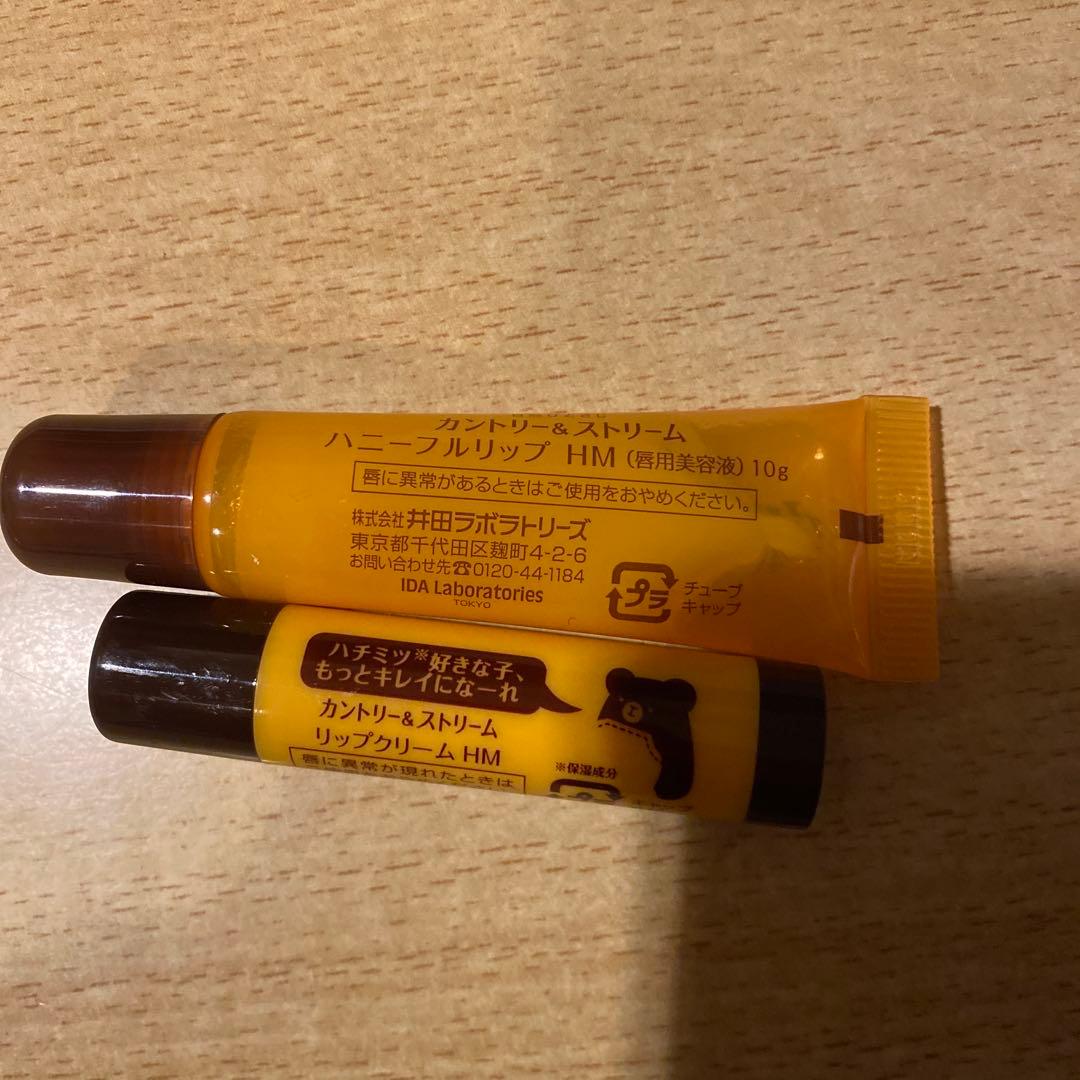 カントリー&ストリーム
ハニーフルリップ HM (唇用美容液) 10g
唇に異常があるときはご使用をおやめください。
株式会社 井田ラボラトリーズ
東京都千代田区麹町4-2-6
お問い合わせ先☎0120-44-1184
IDA Laboratories
TOKYO
プラ
チューブ
キャップ
ハチミツ※好きな子、
もっとキレイになーれ
カントリー&ストリーム
リップクリーム HM
唇に異常が現れたときは
※保湿成分
プラ